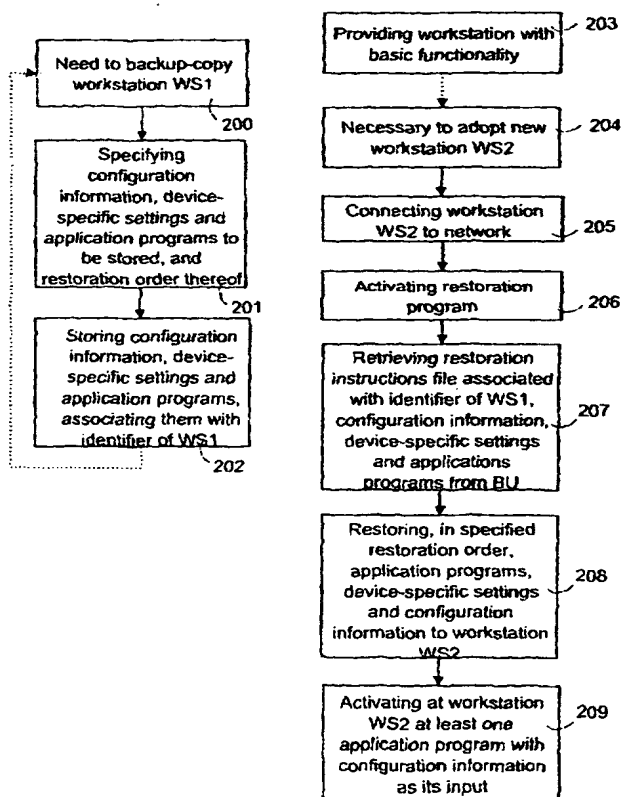 Need to backup-copy
workstation WS1
200
Specifying
configuration
information, device-
specific settings and
application programs to
be stored, and
restoration order thereof
201
Storing configuration
information, device-
specific settings and
application programs,
associating them with
identifier of WS1
202
Providing workstation with
basic functionality
203
Necessary to adopt new
workstation WS2
204
Connecting workstation
WS2 to network
205
Activating restoration
program
206
Retrieving restoration
instructions file associated
with identifier of WS1,
configuration information,
device-specific settings
and applications
programs from BU
207
Restoring, in specified
restoration order,
application programs,
device-specific settings
and configuration
information to workstation
WS2
208
Activating at workstation
WS2 at least one
application program with
configuration information
as its input
209